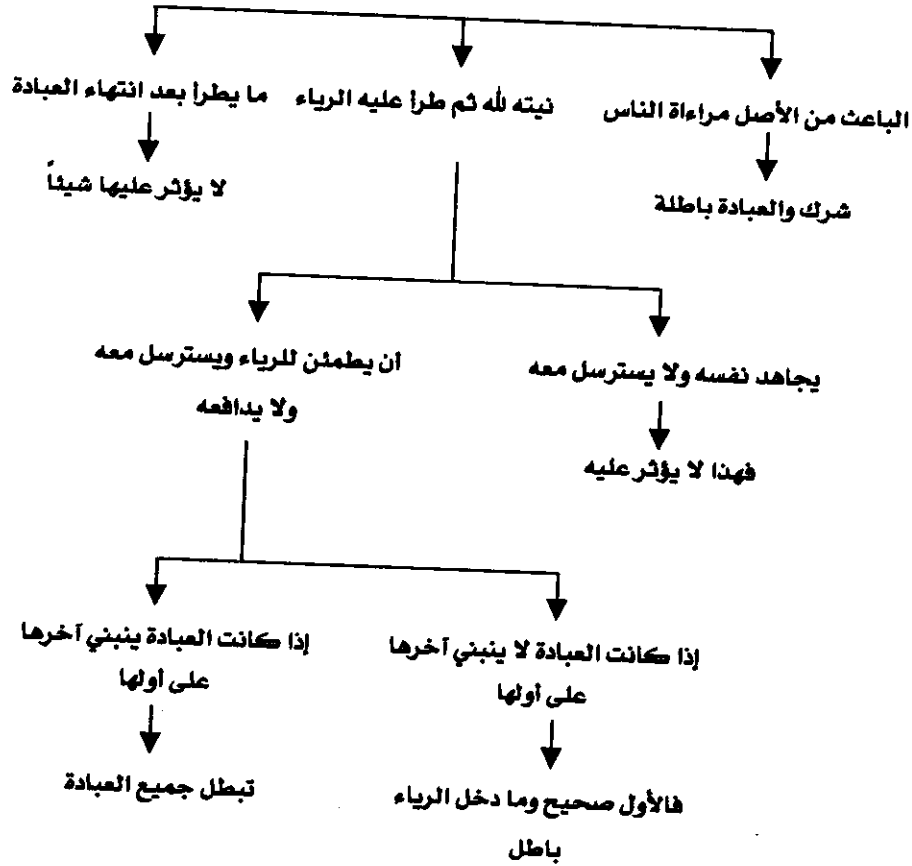 الباعث من الأصل مراءاة الناس
نيته لله ثم طرأ عليه الرياء
ما يطرأ بعد انتهاء العبادة
شرك والعبادة باطلة
لا يؤثر عليها شيئاً
يجاهد نفسه ولا يسترسل معه
أن يطمئن للرياء ويسترسل معه
ولا يدافعه
فهذا لا يؤثر عليه
إذا كانت العبادة لا ينبني آخرها
على أولها
إذا كانت العبادة ينبني آخرها
على أولها
فالأول صحيح وما دخل الرياء
باطل
تبطل جميع العبادة